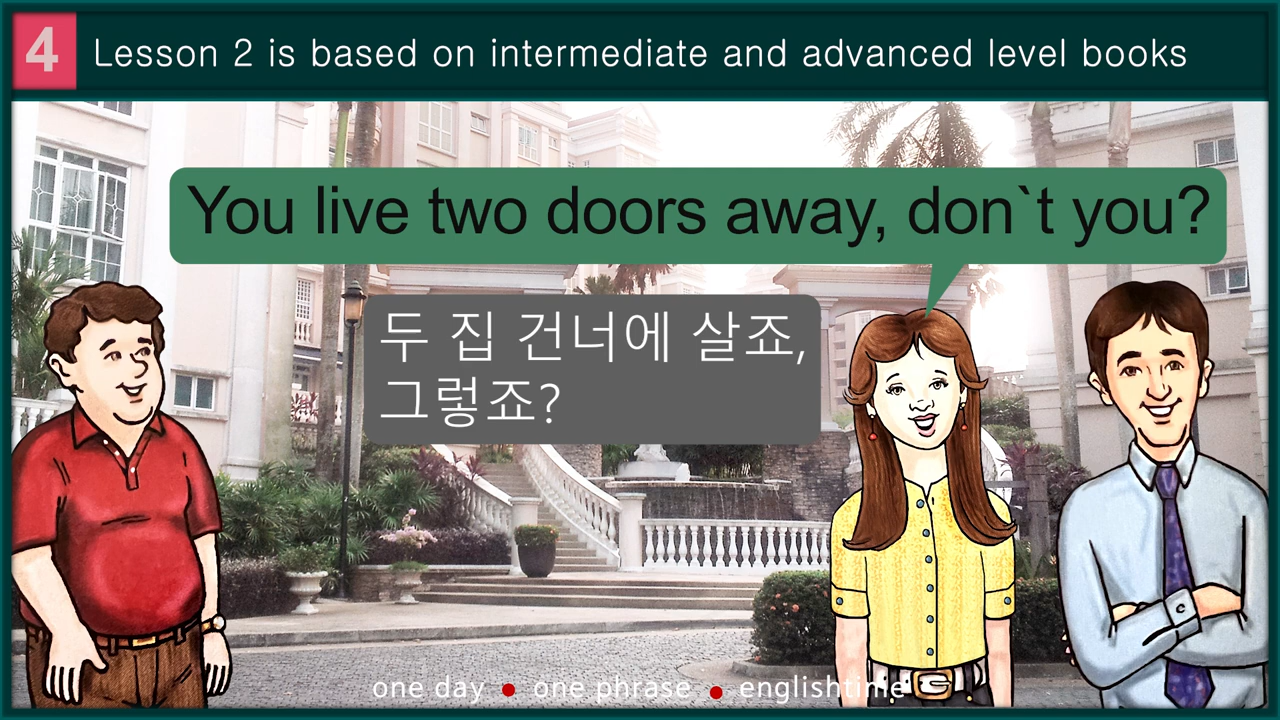 4
Lesson 2 is based on intermediate and advanced level books
You live two doors away, don`t you?
두 집 건너에 살죠,
그렇죠?
one day ● one phrase ● englishtime